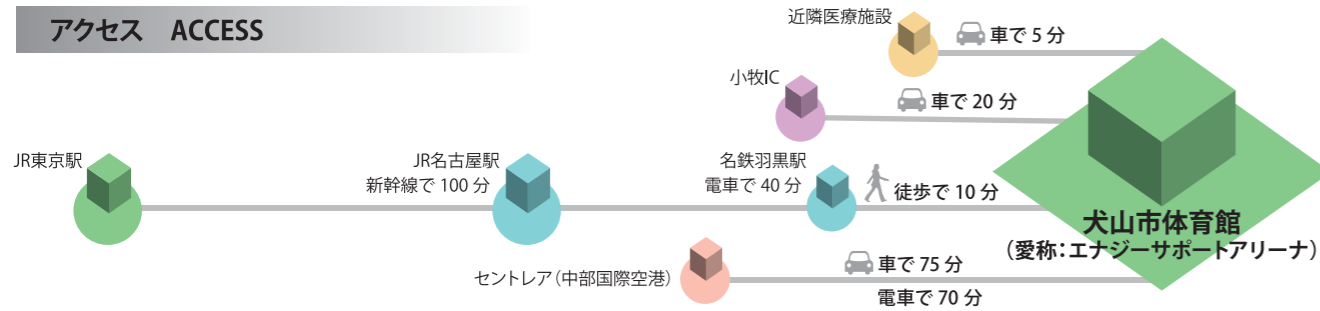 アクセス　ACCESS
近隣医療施設
車で 5 分
小牧IC
車で 20 分
JR東京駅
JR名古屋駅
新幹線で 100 分
名鉄羽黒駅
電車で 40 分
徒歩で 10 分
犬山市体育館
（愛称：エナジーサポートアリーナ）
セントレア（中部国際空港）
車で 75 分
電車で 70 分